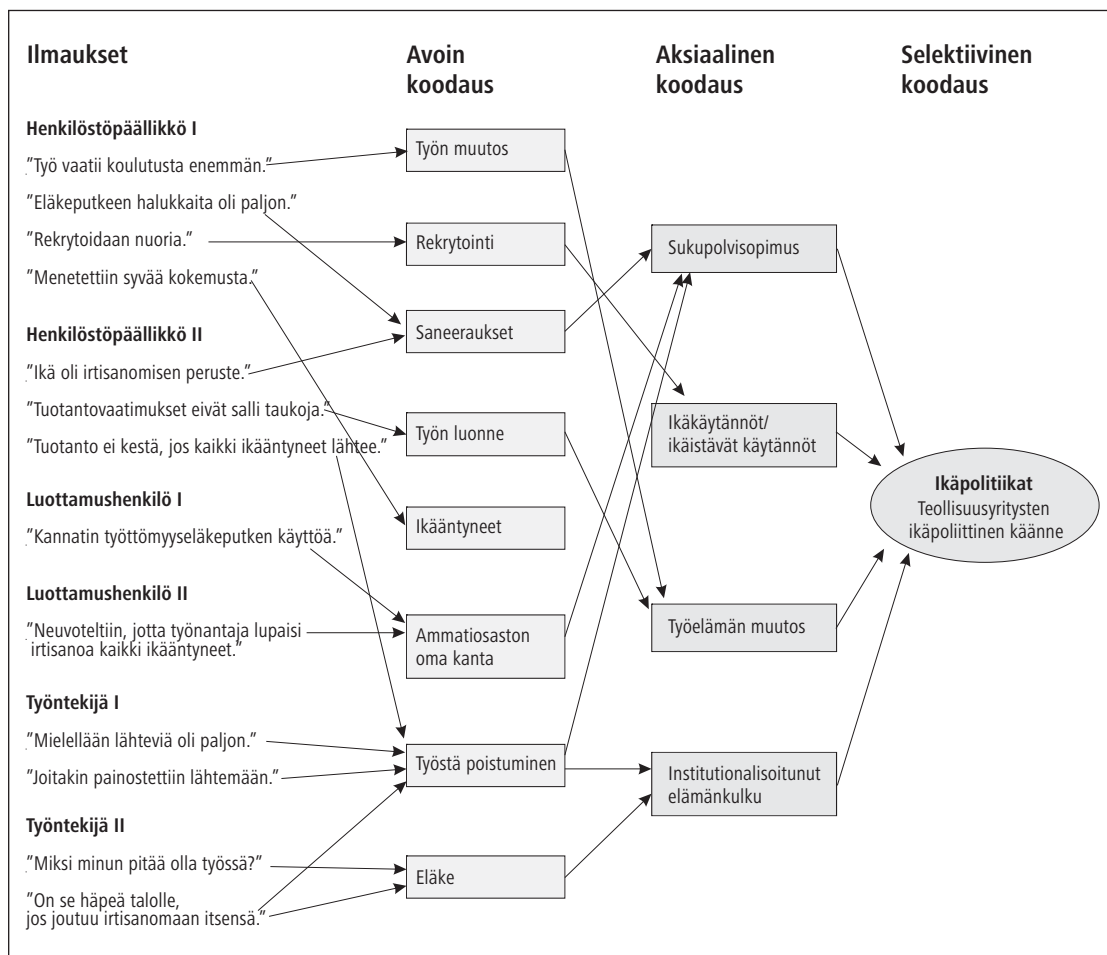 Ilmaukset
Avoin
koodaus
Aksiaalinen
koodaus
Selektiivinen
koodaus
Henkilöstöpäällikkö I
”Työ vaatii koulutusta enemmän.”
”Eläkeputkeen halukkaita oli paljon.”
”Rekrytoidaan nuoria.”
”Menetettiin syvää kokemusta.”
Henkilöstöpäällikkö II
”Ikä oli irtisanomisen peruste.”
”Tuotantovaatimukset eivät salli taukoja.”
”Tuotanto ei kestä, jos kaikki ikääntyneet lähtee.”
Luottamushenkilö I
”Kannatin työttömyyseläkeputken käyttöä.”
Luottamushenkilö II
”Neuvoteltiin, jotta työnantaja lupaisi
irtisanoa kaikki ikääntyneet.”
Työntekijä I
”Mielellään lähteviä oli paljon.”
”Joitakin painostettiin lähtemään.”
Työntekijä II
”Miksi minun pitää olla työssä?”
”On se häpeä talolle,
jos joutuu irtisanomaan itsensä.”
Työn muutos
Rekrytointi
Saneeraukset
Työn luonne
Ikääntyneet
Ammatiosaston
oma kanta
Työstä poistuminen
Eläke
Sukupolvisopimus
Ikäkäytännöt/
ikäistävät käytännöt
Työelämän muutos
Institutionalisoitunut
elämänkulku
Ikäpolitiikat
Teollisuusyritysten
ikäpoliittinen käänne